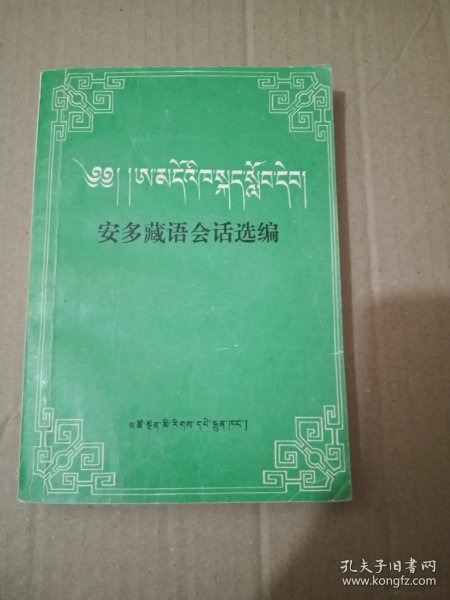 ༄༅། །ཨ་མདོའི་ཁ་སྐད་སློབ་དེབ།
安多藏语会话选编
མཚོ་སྔོན་མི་རིགས་དཔེ་སྐྲུན་ཁང་།
孔夫子旧书网
www.kongfz.com